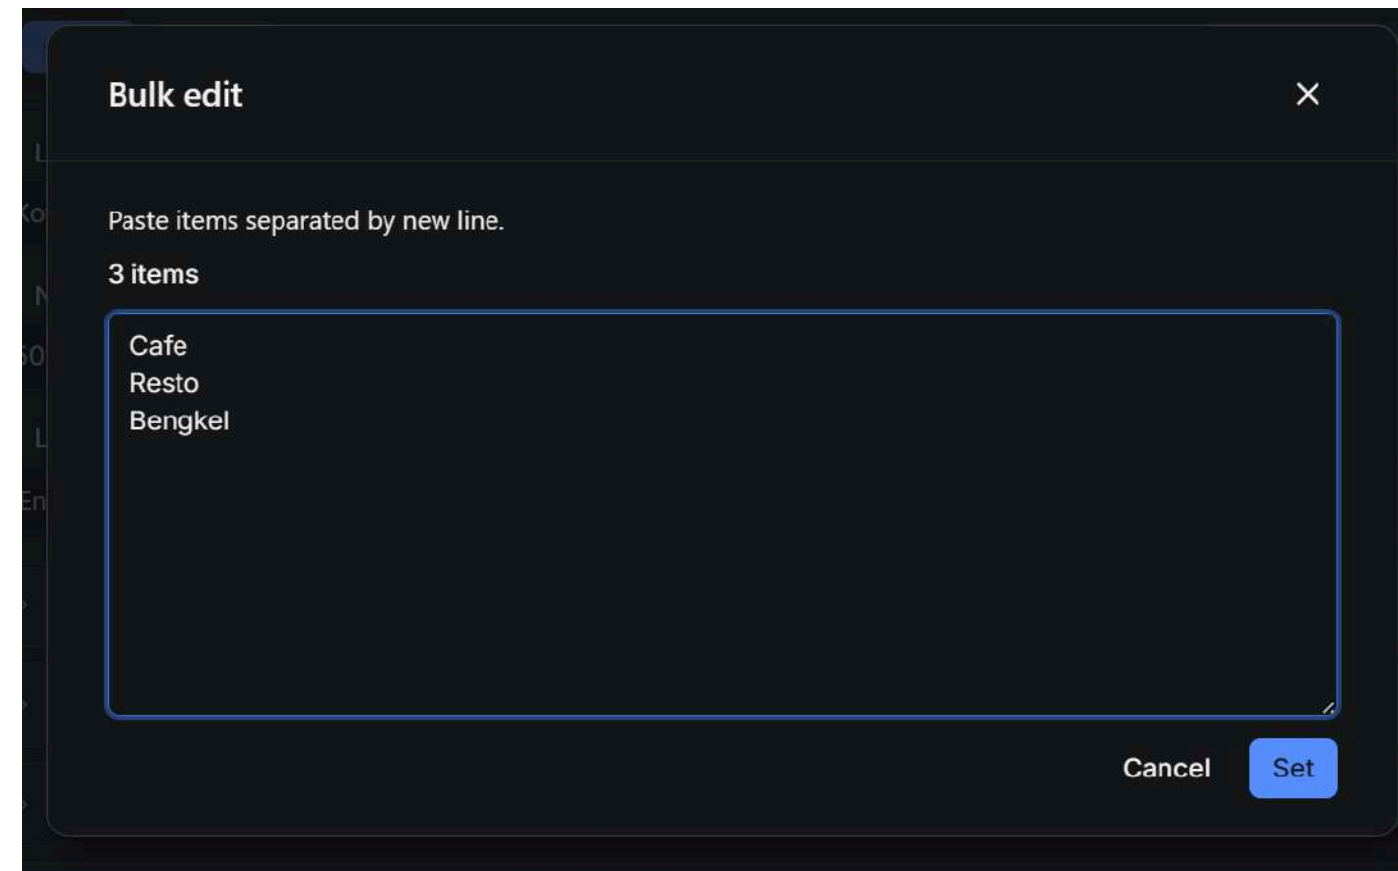 Bulk edit
Paste items separated by new line.
3 items
Cafe
Resto
Bengkel
Cancel
Set